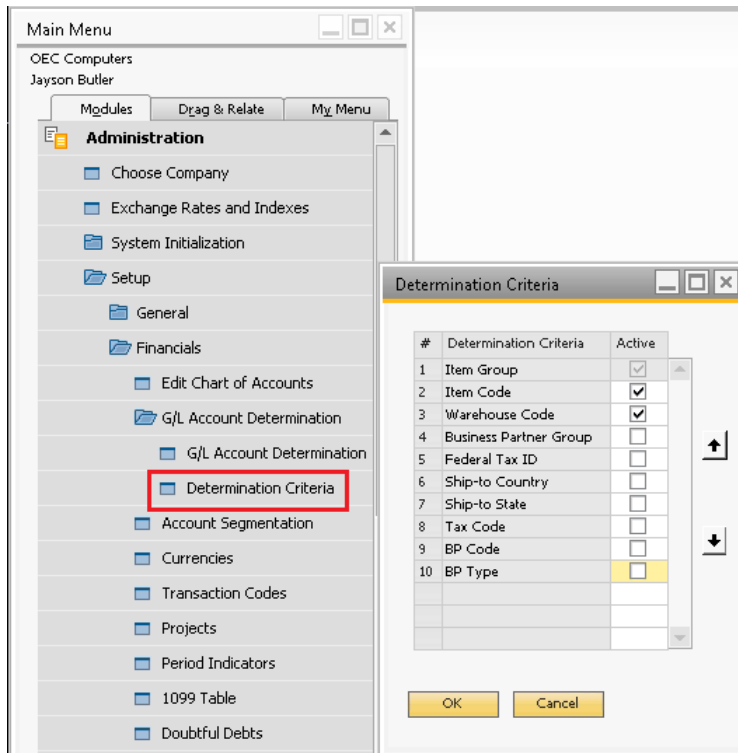 Main Menu
OEC Computers
Jayson Butler
Modules
Drag & Relate
My Menu
Administration
Choose Company
Exchange Rates and Indexes
System Initialization
Setup
General
Financials
Edit Chart of Accounts
G/L Account Determination
G/L Account Determination
Determination Criteria
Account Segmentation
Currencies
Transaction Codes
Projects
Period Indicators
1099 Table
Doubtful Debts
Determination Criteria
# Determination Criteria Active
1 Item Group
2 Item Code
3 Warehouse Code
4 Business Partner Group
5 Federal Tax ID
6 Ship-to Country
7 Ship-to State
8 Tax Code
9 BP Code
10 BP Type
OK
Cancel